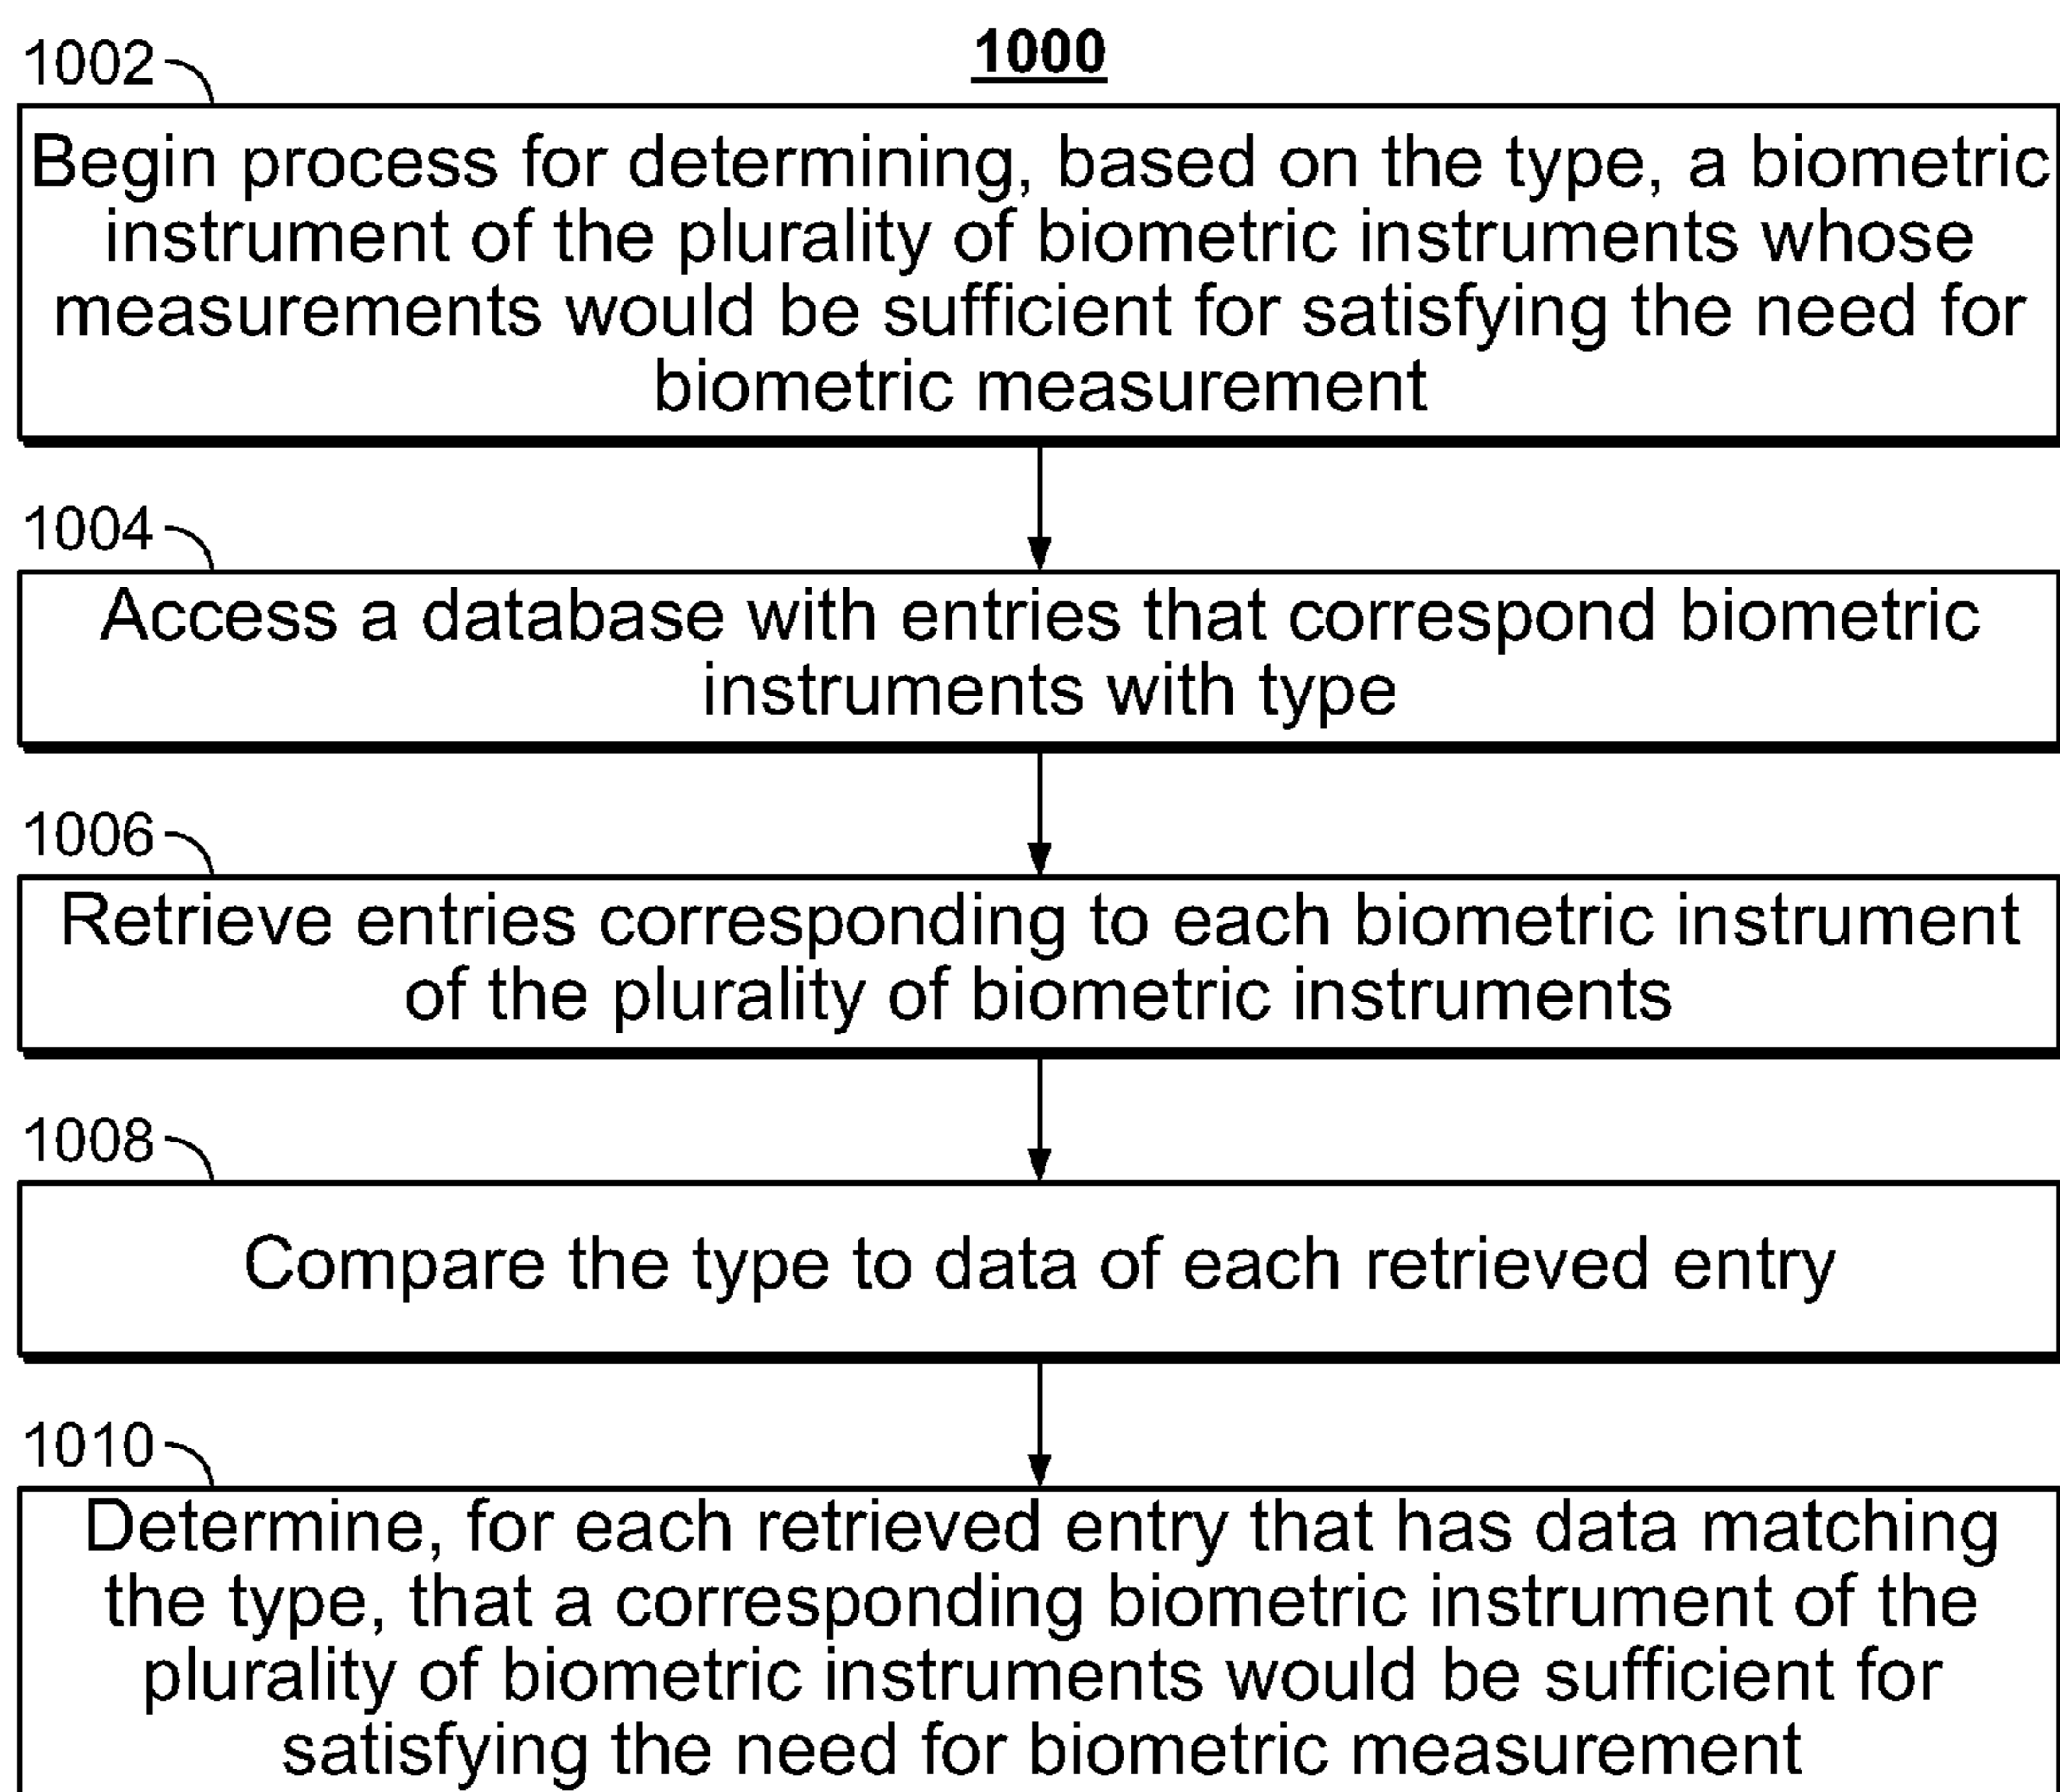 1000
1002
Begin process for determining, based on the type, a biometric
instrument of the plurality of biometric instruments whose
measurements would be sufficient for satisfying the need for
biometric measurement
1004
Access a database with entries that correspond biometric
instruments with type
1006
Retrieve entries corresponding to each biometric instrument
of the plurality of biometric instruments
1008
Compare the type to data of each retrieved entry
1010
Determine, for each retrieved entry that has data matching
the type, that a corresponding biometric instrument of the
plurality of biometric instruments would be sufficient for
satisfying the need for biometric measurement